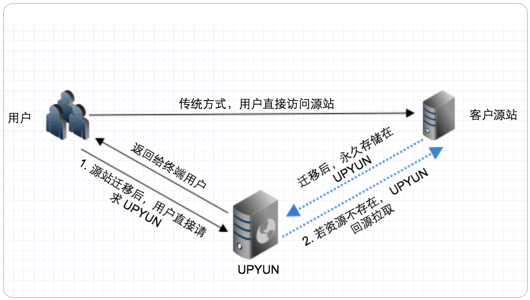 传统方式，用户直接访问源站
用户
客户源站
返回给终端用户
1. 源站迁移后，用户直接请
求 UPYUN
迁移后，永久存储在
UPYUN
2. 若资源不存在，UPYUN
回源拉取
UPYUN